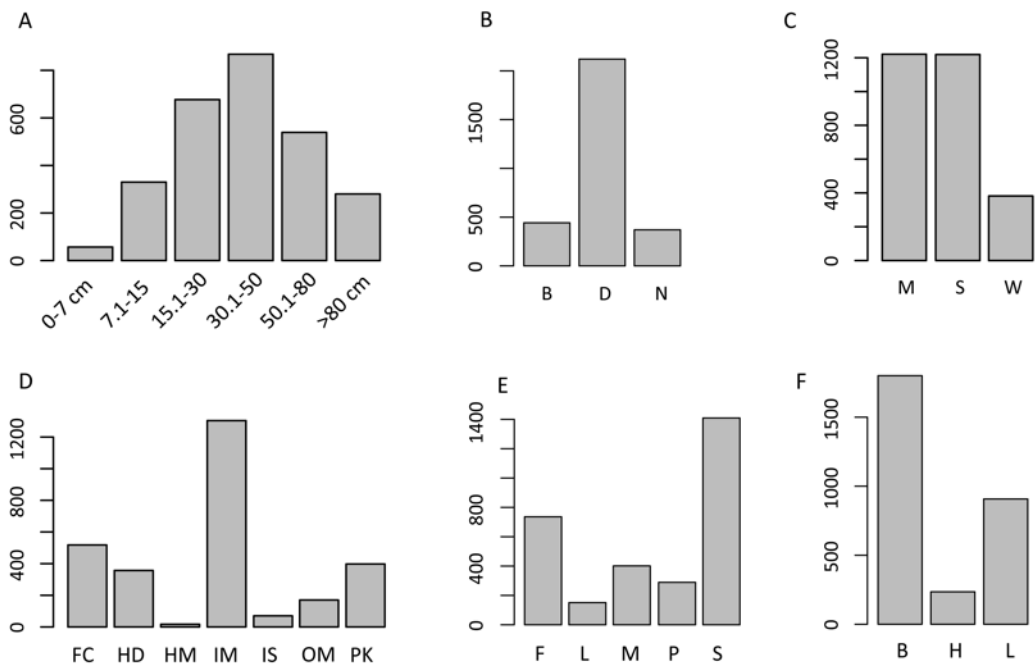 A
0 200 600
0-7 cm 7.1-15 15.1-30 30.1-50 50.1-80 >80 cm
B
0 500 1500
B D N
C
0 400 800 1200
M S W
D
0 400 800 1200
FC HD HM IM IS OM PK
E
0 400 800 1400
F L M P S
F
0 500 1000 1500
B H L